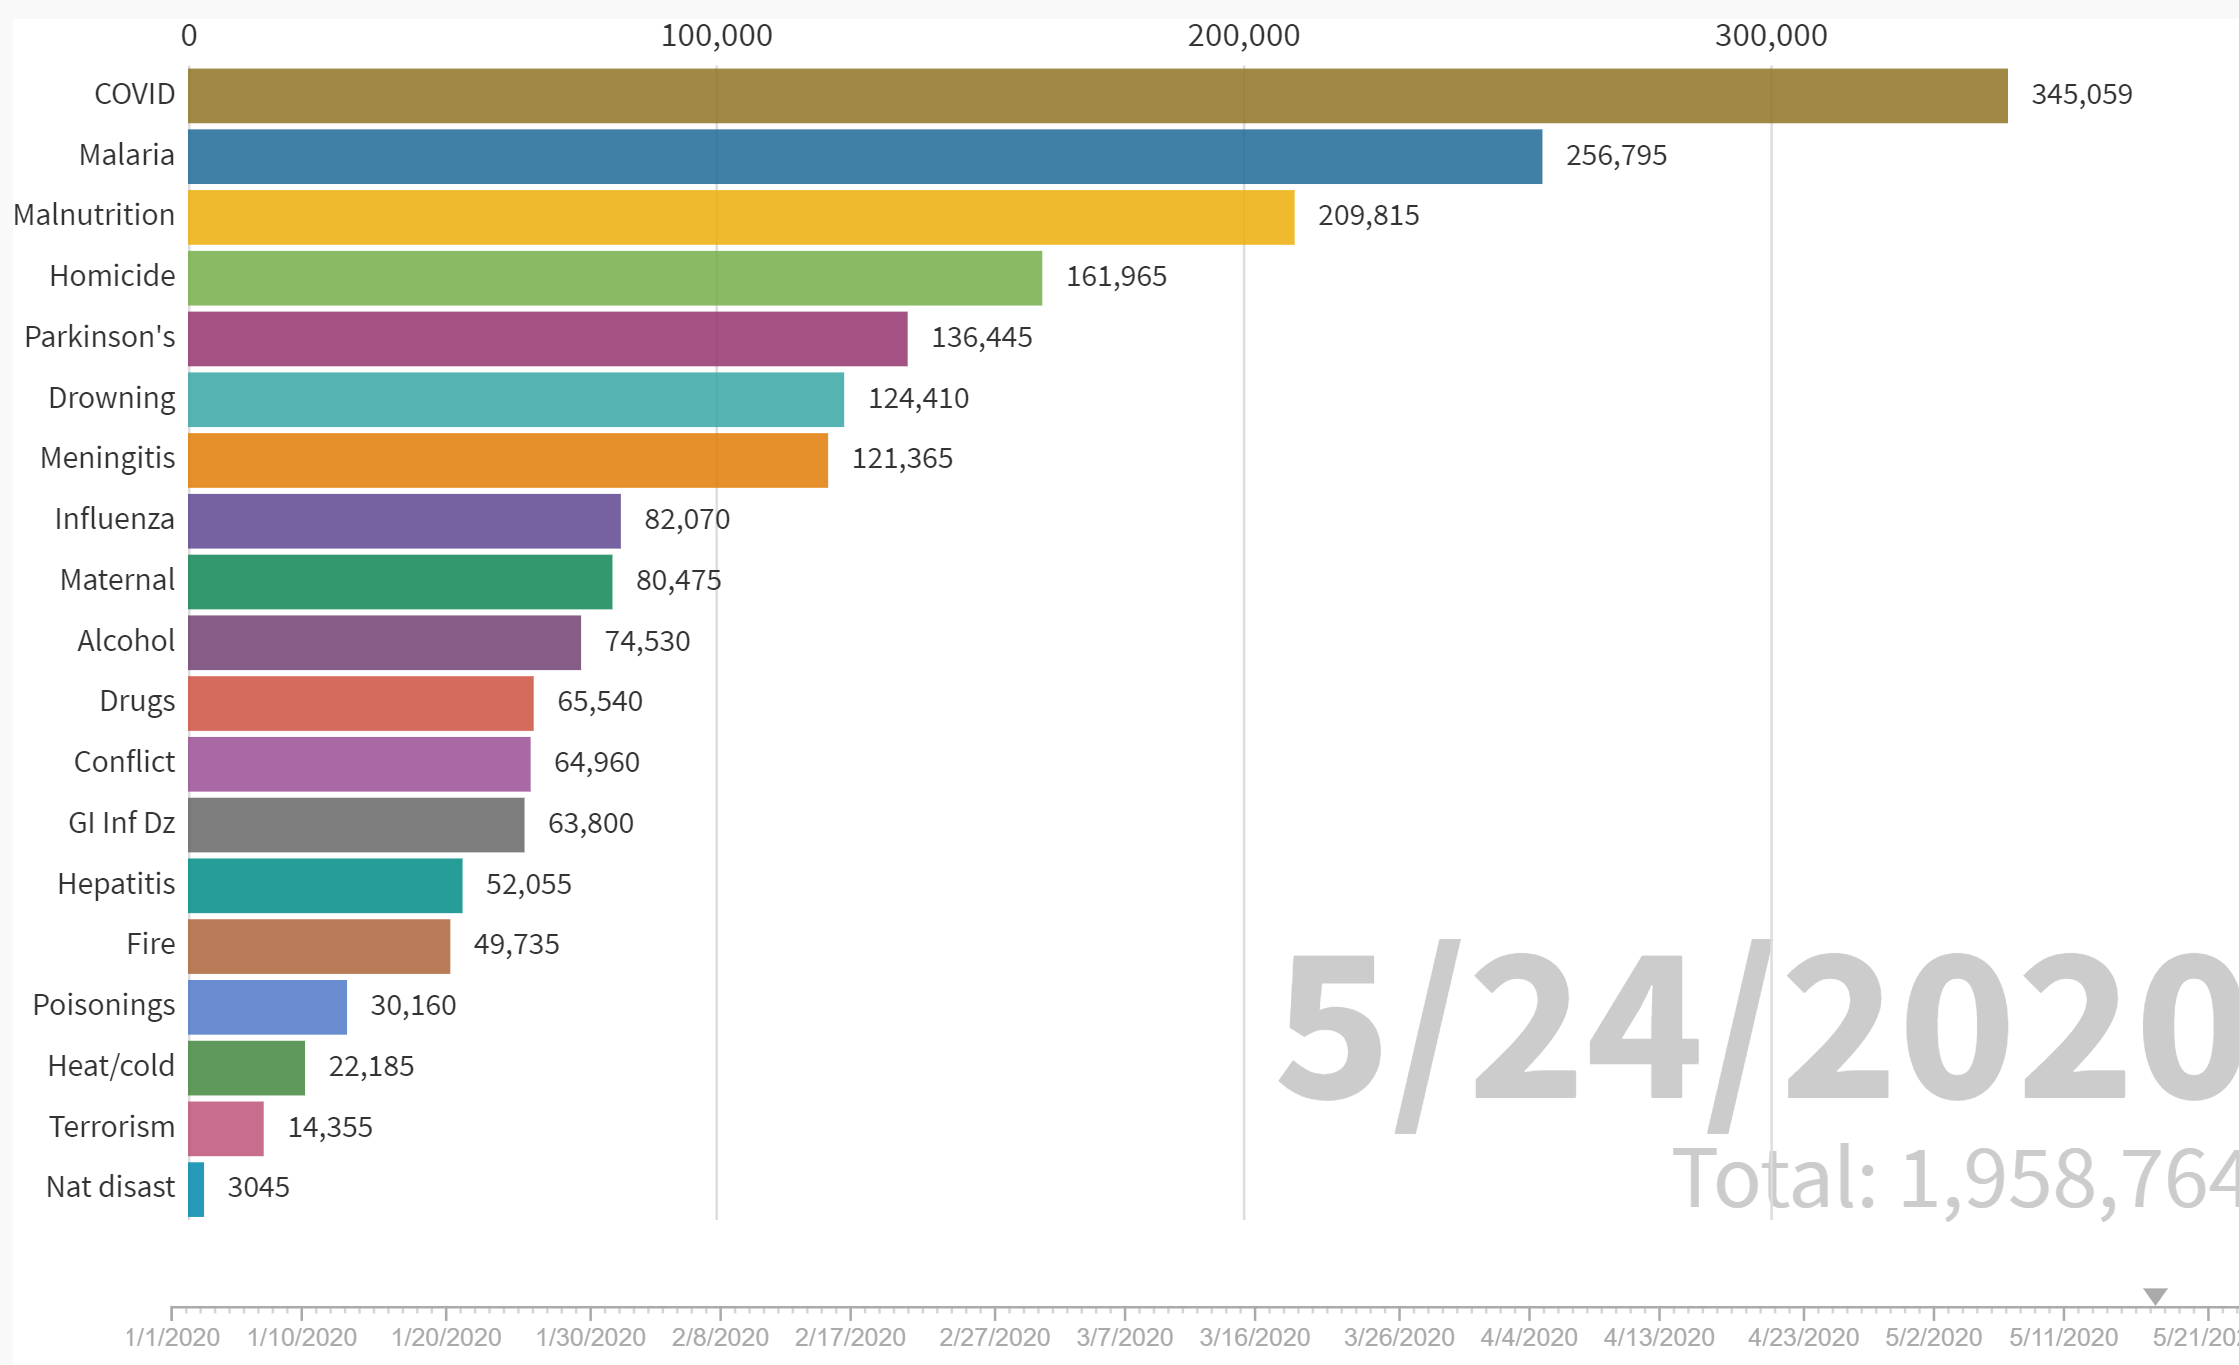 0 100,000 200,000 300,000
COVID 345,059
Malaria 256,795
Malnutrition 209,815
Homicide 161,965
Parkinson's 136,445
Drowning 124,410
Meningitis 121,365
Influenza 82,070
Maternal 80,475
Alcohol 74,530
Drugs 65,540
Conflict 64,960
GI Inf Dz 63,800
Hepatitis 52,055
Fire 49,735
Poisonings 30,160
Heat/cold 22,185
Terrorism 14,355
Nat disast 3045
5/24/2020
Total: 1,958,764
1/1/2020 1/10/2020 1/20/2020 1/30/2020 2/8/2020 2/17/2020 2/27/2020 3/7/2020 3/16/2020 3/26/2020 4/4/2020 4/13/2020 4/23/2020 5/2/2020 5/11/2020 5/21/202